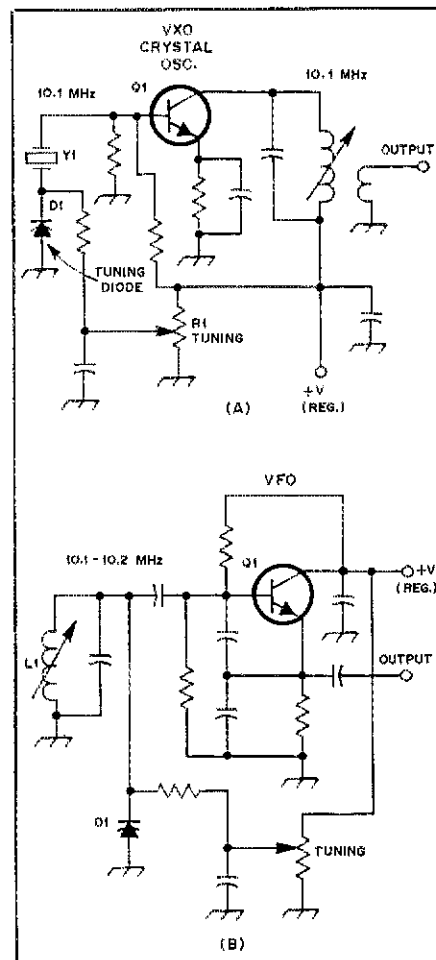 VXO
CRYSTAL
OSC.
Q1
10.1 MHz
10.1 MHz
OUTPUT
Y1
D1
TUNING
DIODE
R1
TUNING
+V
(REG.)
(A)
VFO
Q1
10.1-10.2 MHz
+V
(REG.)
L1
OUTPUT
D1
TUNING
(B)